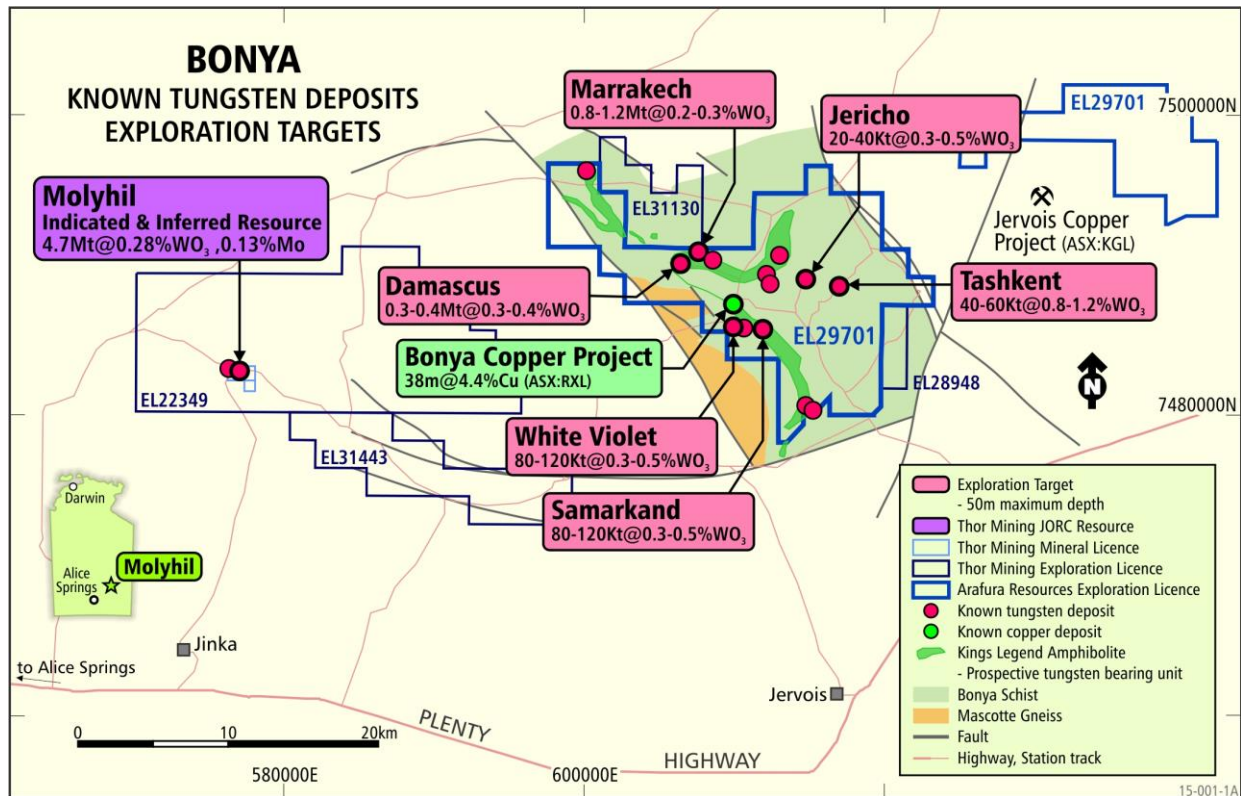 BONYA
KNOWN TUNGSTEN DEPOSITS
EXPLORATION TARGETS
Marrakech
0.8-1.2Mt@0.2-0.3%WO₃
Jericho
20-40Kt@0.3-0.5%WO₃
EL29701
7500000N
Molyhil
Indicated & Inferred Resource
4.7Mt@0.28%WO₃ ,0.13%Mo
EL31130
Jervois Copper
Project (ASX:KGL)
Damascus
0.3-0.4Mt@0.3-0.4%WO₃
Tashkent
40-60Kt@0.8-1.2%WO₃
EL29701
Bonya Copper Project
38m@4.4%Cu (ASX:RXL)
EL28948
N
EL22349
7480000N
White Violet
80-120Kt@0.3-0.5%WO₃
EL31443
Samarkand
80-120Kt@0.3-0.5%WO₃
Darwin
Alice
Springs
Molyhil
Jinka
to Alice Springs
Jervois
PLENTY
HIGHWAY
0
10
20km
580000E
600000E
Exploration Target
- 50m maximum depth
Thor Mining JORC Resource
Thor Mining Mineral Licence
Thor Mining Exploration Licence
Arafura Resources Exploration Licence
Known tungsten deposit
Known copper deposit
Kings Legend Amphibolite
- Prospective tungsten bearing unit
Bonya Schist
Mascotte Gneiss
Fault
Highway, Station track
15-001-1A